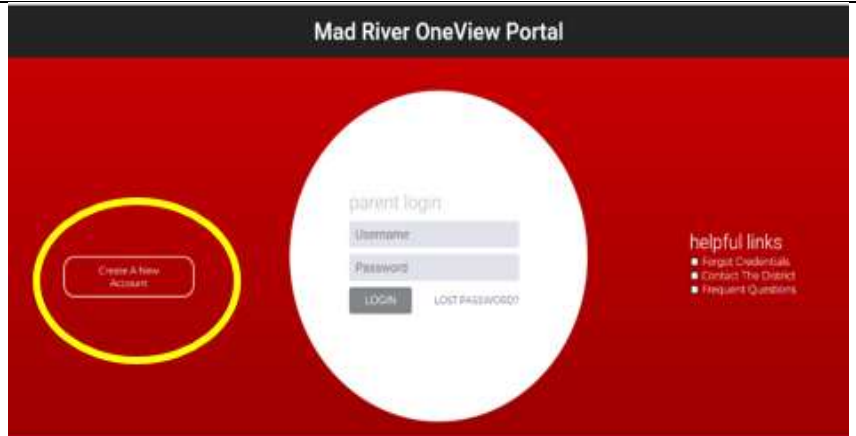 Mad River OneView Portal
Create A New
Account
parent login
Username
Password
LOGIN
LOST PASSWORD?
helpful links
Forgot Credentials
Contact The District
Frequent Questions